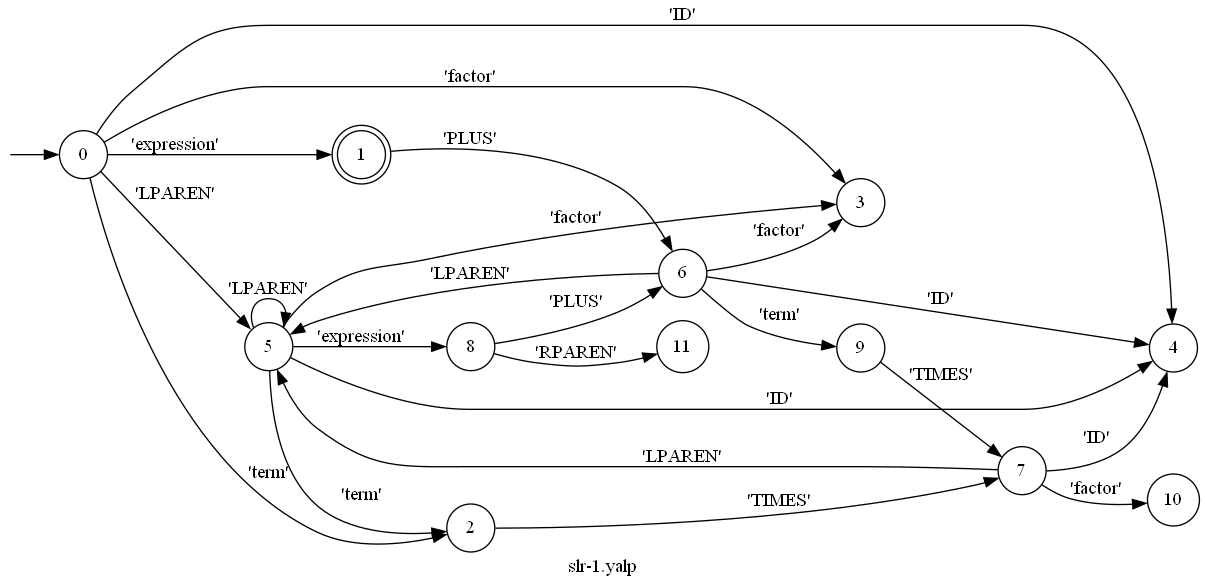 'ID'
'factor'
'PLUS'
0
'expression'
1
'LPAREN'
3
'factor'
'factor'
6
'LPAREN'
'LPAREN'
'PLUS'
'ID'
'term'
5
'expression'
8
'RPAREN'
11
9
4
'TIMES'
'ID'
'ID'
'LPAREN'
'term'
7
'term'
'factor'
'TIMES'
10
2
slr-1.yalp